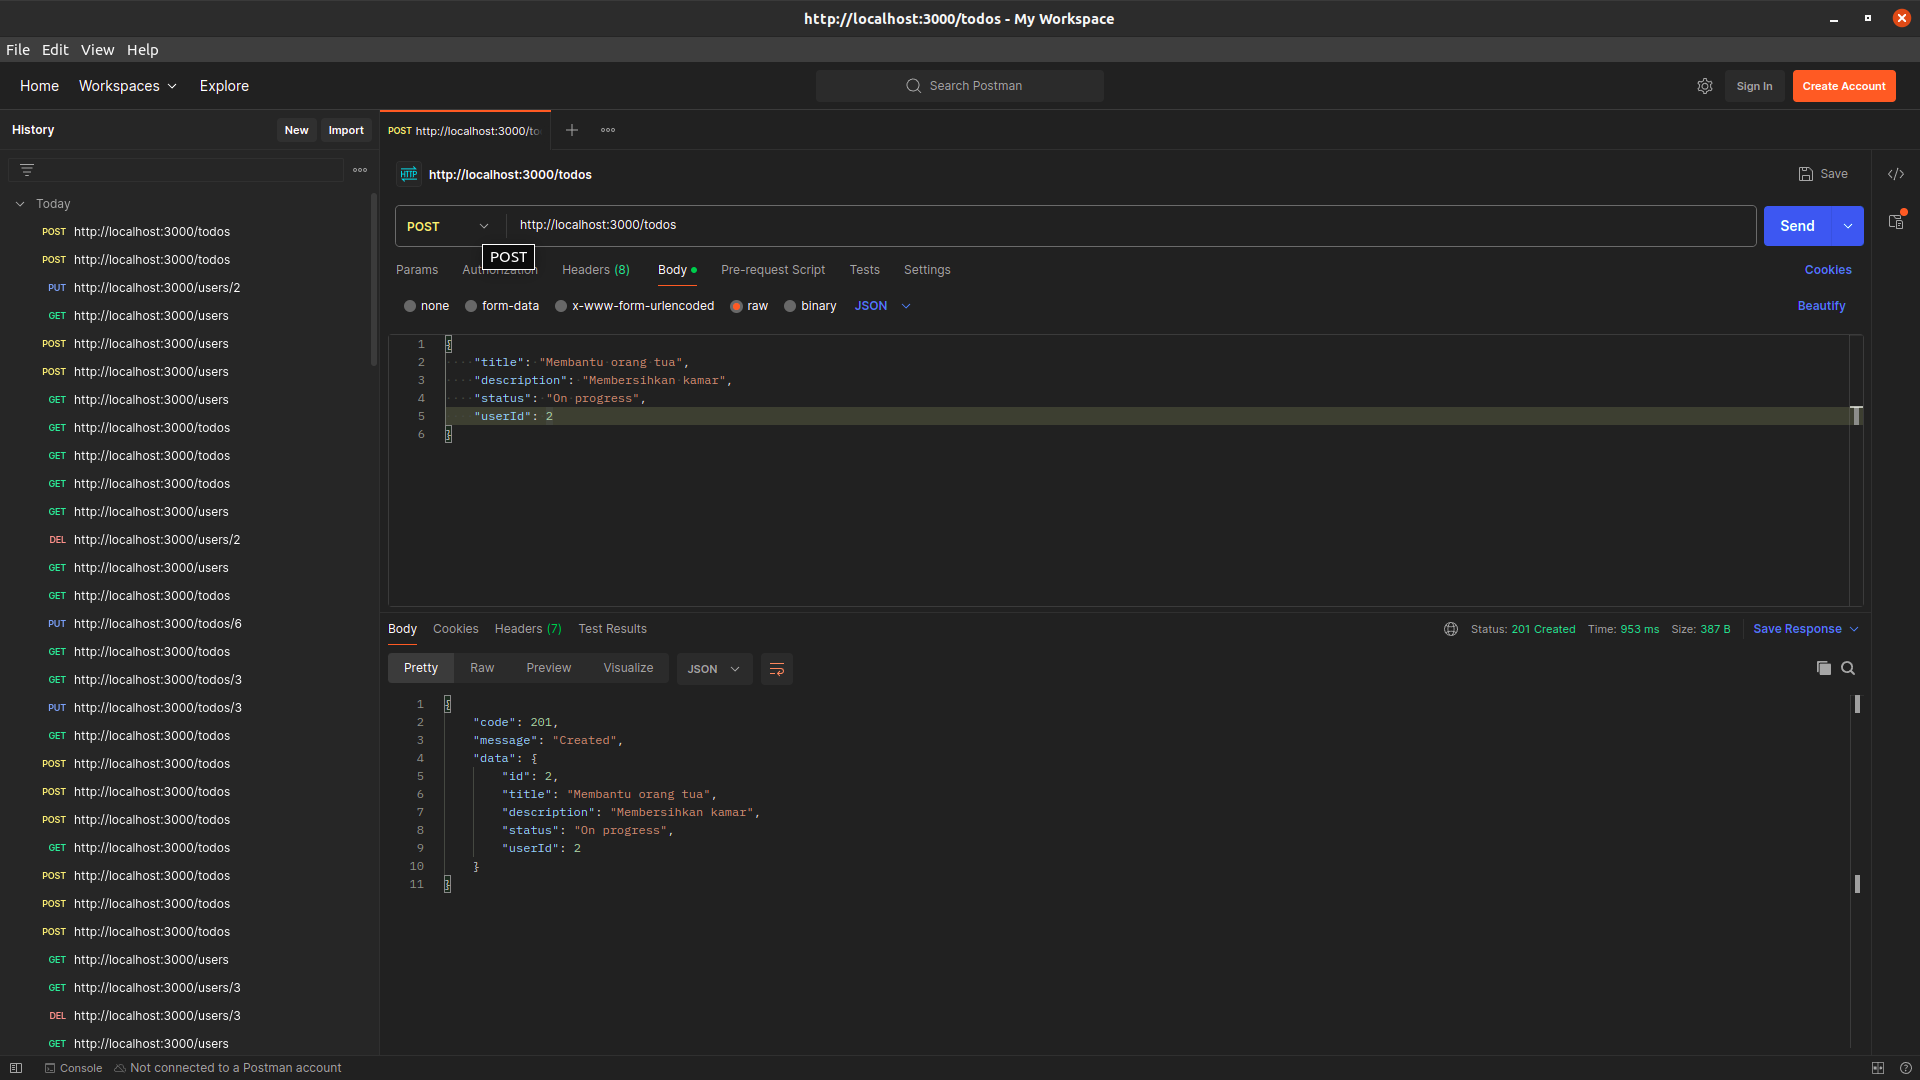 http://localhost:3000/todos - My Workspace
File Edit View Help
Home Workspaces Explore
Search Postman
Sign In Create Account
History New Import
Today
POST http://localhost:3000/todos
POST http://localhost:3000/todos
PUT http://localhost:3000/users/2
GET http://localhost:3000/users
POST http://localhost:3000/users
POST http://localhost:3000/users
GET http://localhost:3000/users
GET http://localhost:3000/todos
GET http://localhost:3000/todos
GET http://localhost:3000/todos
GET http://localhost:3000/users
DEL http://localhost:3000/users/2
GET http://localhost:3000/users
GET http://localhost:3000/todos
PUT http://localhost:3000/todos/6
GET http://localhost:3000/todos
GET http://localhost:3000/todos/3
PUT http://localhost:3000/todos/3
GET http://localhost:3000/todos
POST http://localhost:3000/todos
POST http://localhost:3000/todos
POST http://localhost:3000/todos
GET http://localhost:3000/todos
POST http://localhost:3000/todos
POST http://localhost:3000/todos
POST http://localhost:3000/todos
GET http://localhost:3000/users
GET http://localhost:3000/users/3
DEL http://localhost:3000/users/3
GET http://localhost:3000/users
POST http://localhost:3000/to
HTTP http://localhost:3000/todos
Save
POST http://localhost:3000/todos
Send
POST
Params Authorization Headers (8) Body Pre-request Script Tests Settings Cookies
none form-data x-www-form-urlencoded raw binary JSON Beautify
1 {
2 "title": "Membantu orang tua",
3 "description": "Membersihkan kamar",
4 "status": "On progress",
5 "userId": 2
6 }
Body Cookies Headers (7) Test Results Status: 201 Created Time: 953 ms Size: 387 B Save Response
Pretty Raw Preview Visualize JSON
1 {
2 "code": 201,
3 "message": "Created",
4 "data": {
5 "id": 2,
6 "title": "Membantu orang tua",
7 "description": "Membersihkan kamar",
8 "status": "On progress",
9 "userId": 2
10 }
11 }
Console Not connected to a Postman account